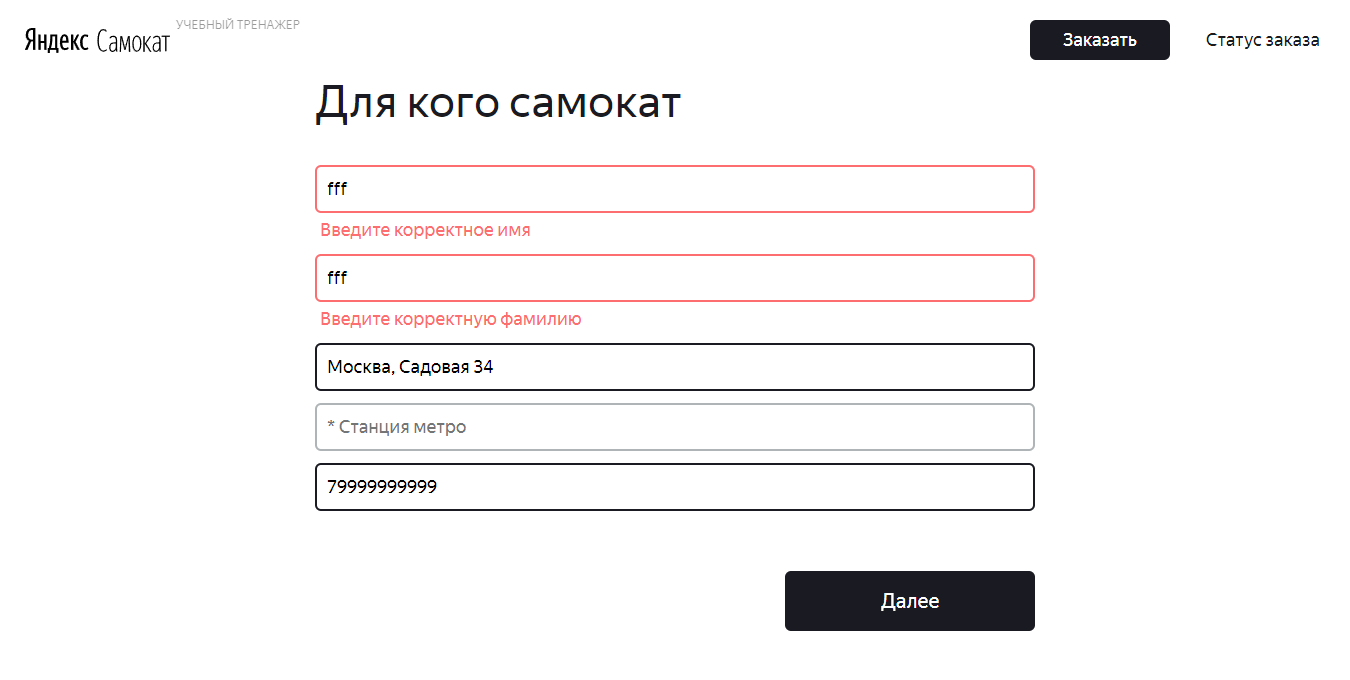 Яндекс Самокат
УЧЕБНЫЙ ТРЕНАЖЕР
Заказать
Статус заказа
Для кого самокат
fff
Введите корректное имя
fff
Введите корректную фамилию
Москва, Садовая 34
* Станция метро
79999999999
Далее